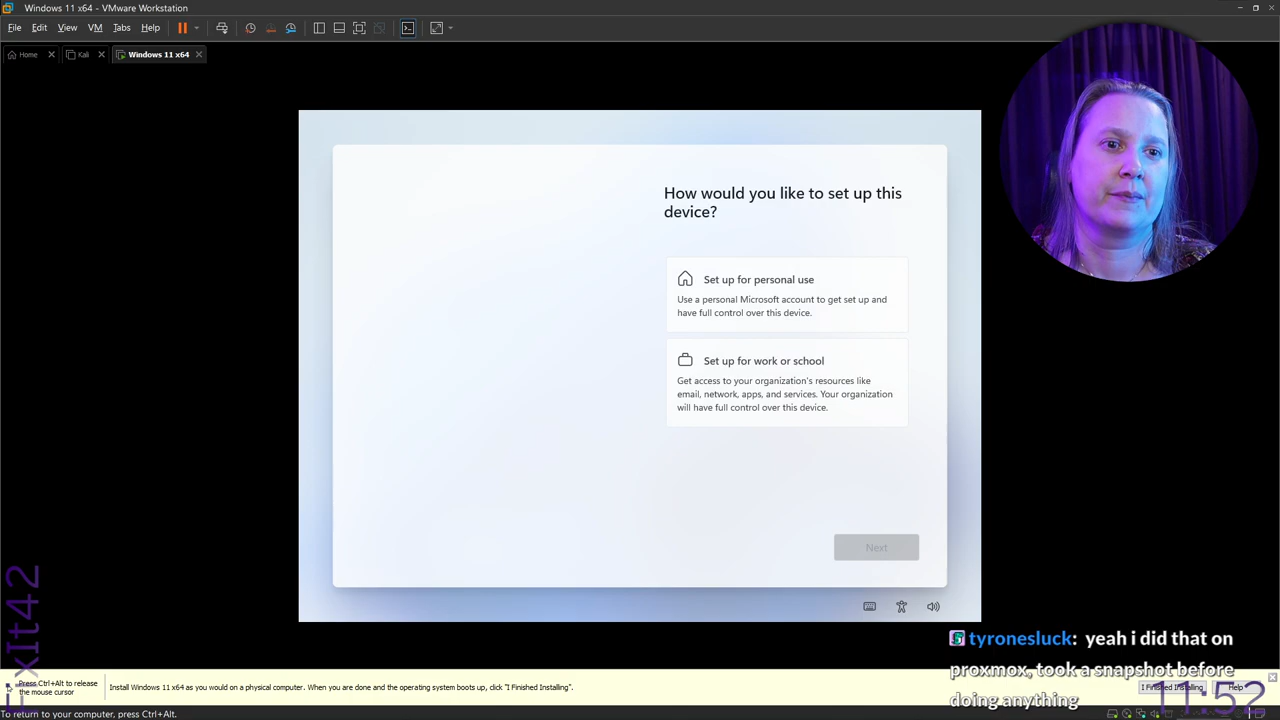 Windows 11 x64 - VMware Workstation
File Edit View VM Tabs Help
Home Kali Windows 11 x64
How would you like to set up this
device?
Set up for personal use
Use a personal Microsoft account to get set up and
have full control over this device.
Set up for work or school
Get access to your organization's resources like
email, network, apps, and services. Your organization
will have full control over this device.
Next
ExIt42
tyronesluck: yeah i did that on
proxmox, took a snapshot before
doing anything
Press Ctrl+Alt to release
the mouse cursor
Install Windows 11 x64 as you would on a physical computer. When you are done and the operating system boots up, click "I Finished Installing".
I Finished Installing
Help
11:52
To return to your computer, press Ctrl+Alt.